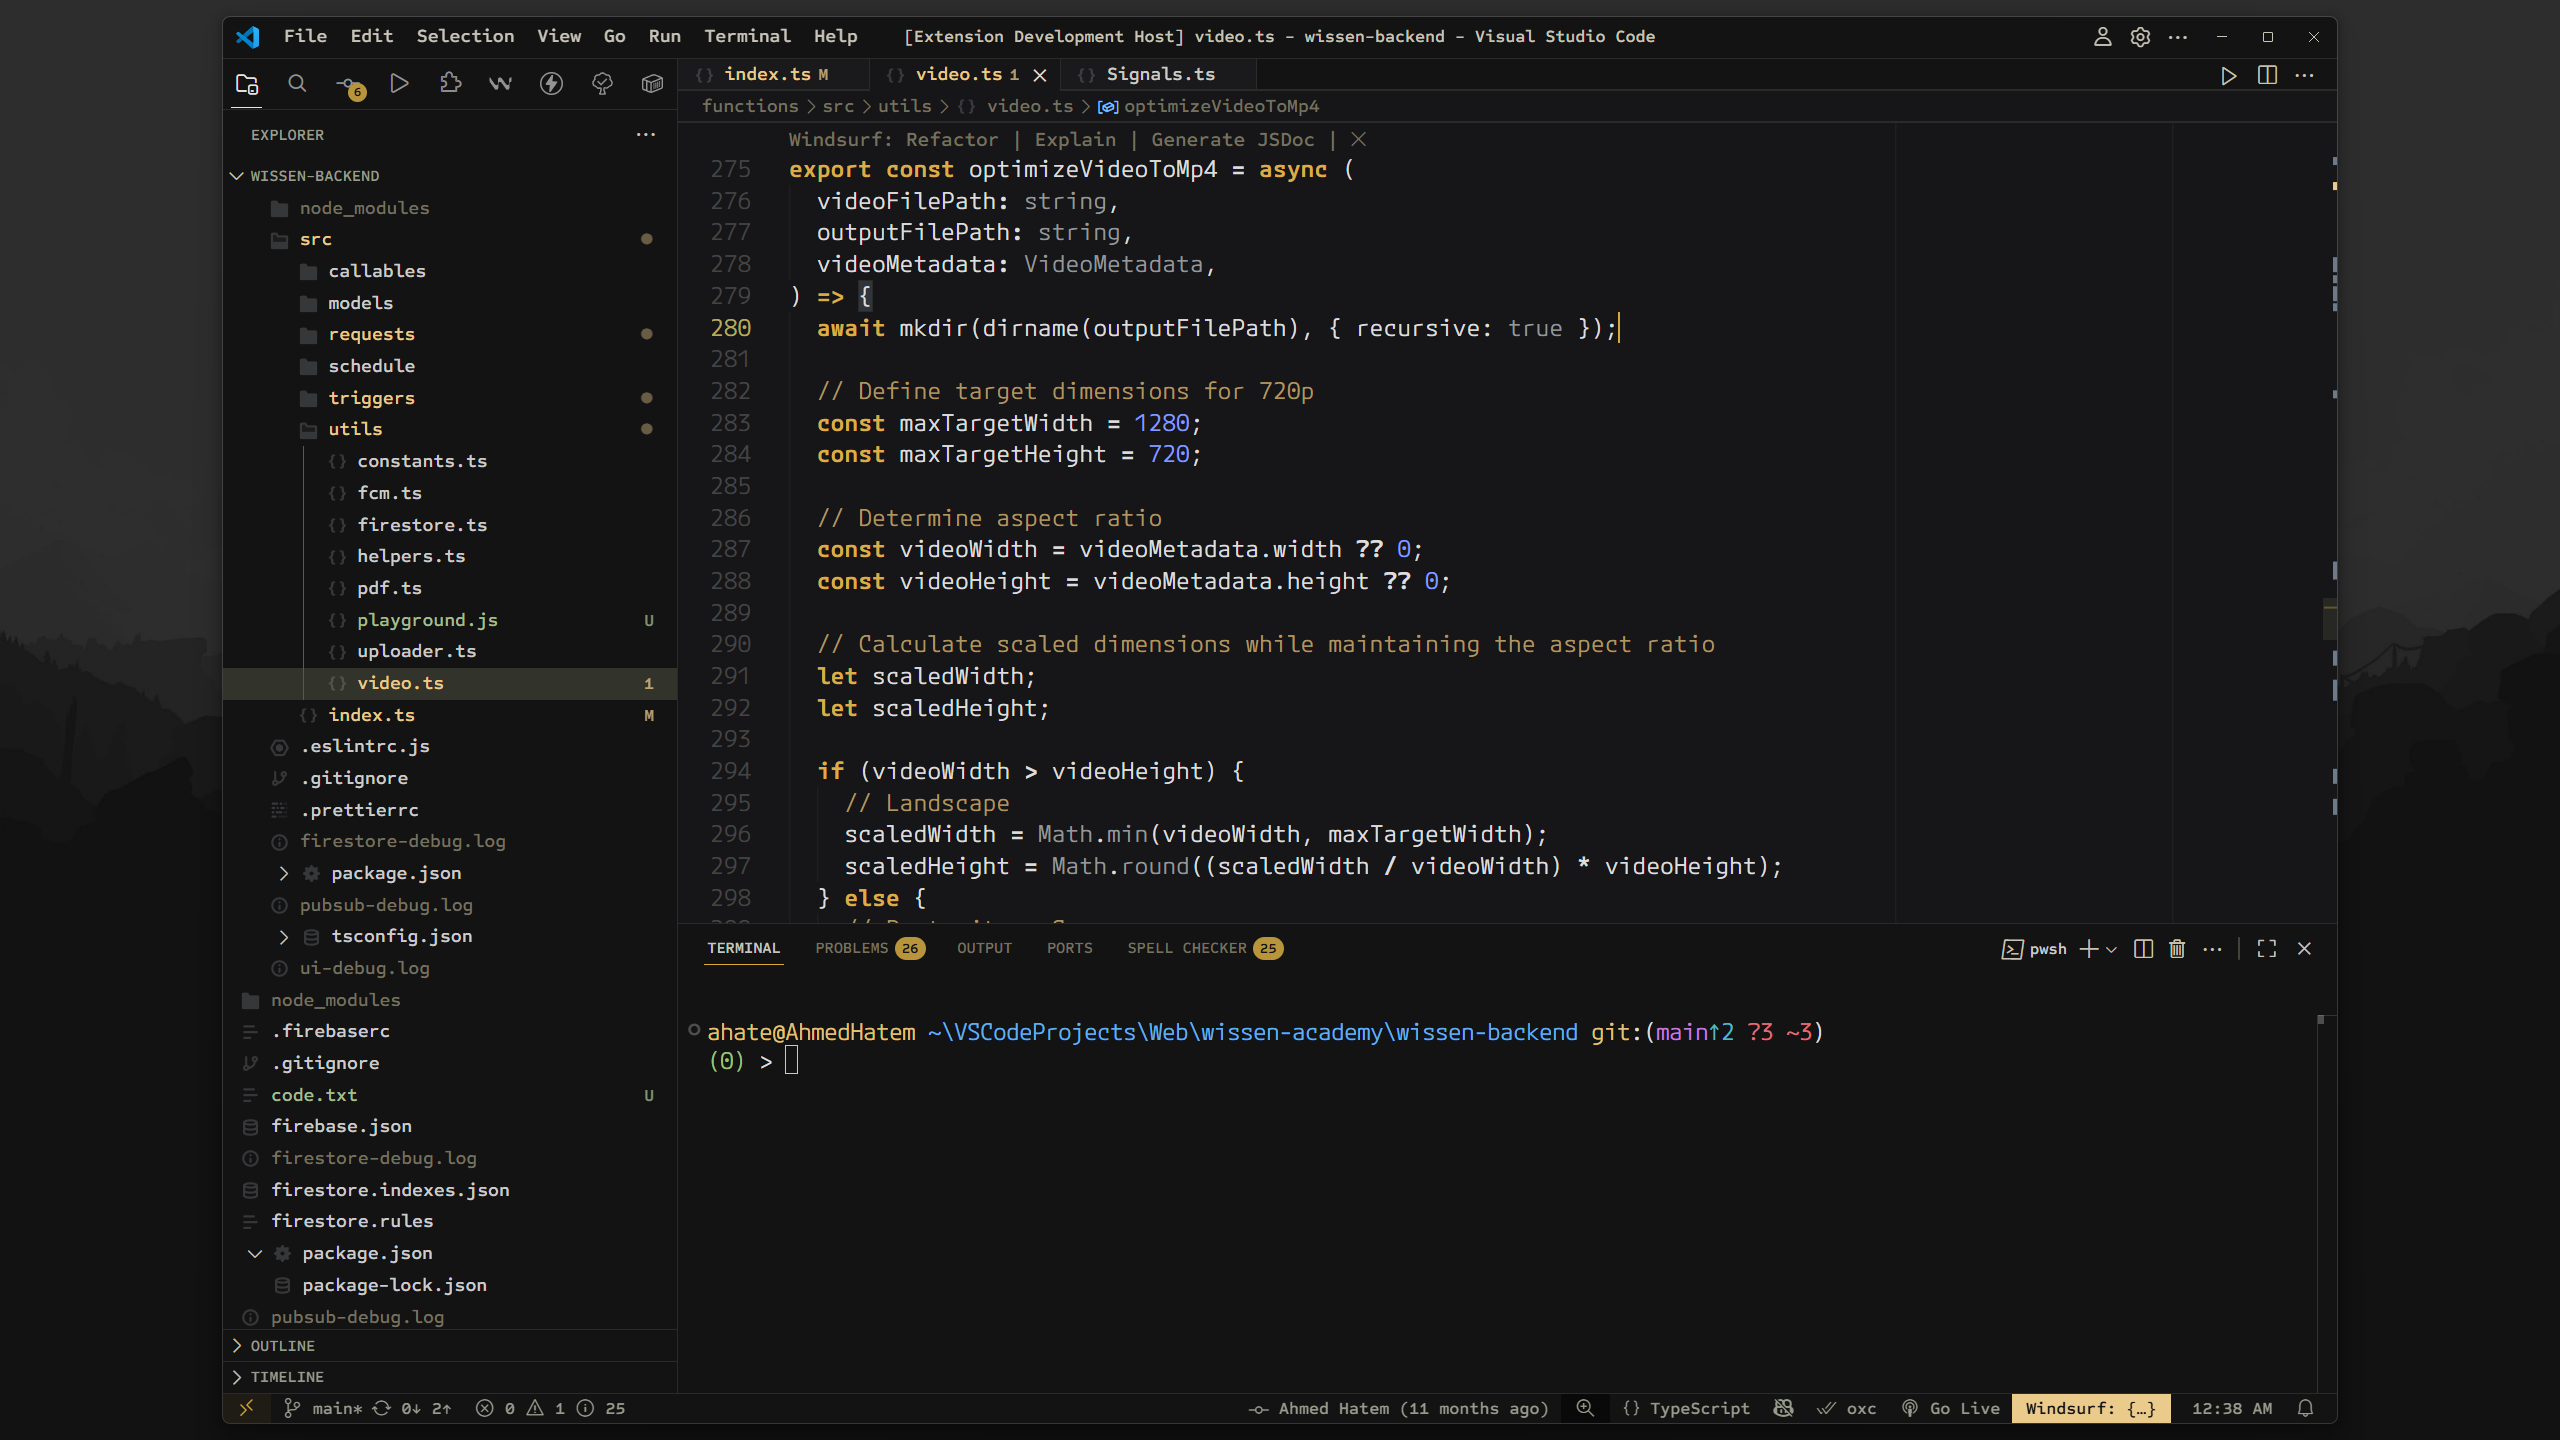 File Edit Selection View Go Run Terminal Help [Extension Development Host] video.ts - wissen-backend - Visual Studio Code
6
EXPLORER
WISSEN-BACKEND
node_modules
src
callables
models
requests
schedule
triggers
utils
constants.ts
fcm.ts
firestore.ts
helpers.ts
pdf.ts
playground.js U
uploader.ts
video.ts 1
index.ts M
.eslintrc.js
.gitignore
.prettierrc
firestore-debug.log
package.json
pubsub-debug.log
tsconfig.json
ui-debug.log
node_modules
.firebaserc
.gitignore
code.txt U
firebase.json
firestore-debug.log
firestore.indexes.json
firestore.rules
package.json
package-lock.json
pubsub-debug.log
OUTLINE
TIMELINE
{} index.ts M {} video.ts 1 {} Signals.ts
functions > src > utils > {} video.ts > optimizeVideoToMp4
Windsurf: Refactor | Explain | Generate JSDoc | ×
275 export const optimizeVideoToMp4 = async (
276 videoFilePath: string,
277 outputFilePath: string,
278 videoMetadata: VideoMetadata,
279 ) => {
280 await mkdir(dirname(outputFilePath), { recursive: true });
281
282 // Define target dimensions for 720p
283 const maxTargetWidth = 1280;
284 const maxTargetHeight = 720;
285
286 // Determine aspect ratio
287 const videoWidth = videoMetadata.width ?? 0;
288 const videoHeight = videoMetadata.height ?? 0;
289
290 // Calculate scaled dimensions while maintaining the aspect ratio
291 let scaledWidth;
292 let scaledHeight;
293
294 if (videoWidth > videoHeight) {
295 // Landscape
296 scaledWidth = Math.min(videoWidth, maxTargetWidth);
297 scaledHeight = Math.round((scaledWidth / videoWidth) * videoHeight);
298 } else {
TERMINAL PROBLEMS 26 OUTPUT PORTS SPELL CHECKER 25 pwsh
ahate@AhmedHatem ~\VSCodeProjects\Web\wissen-academy\wissen-backend git:(main↑2 ?3 ~3)
(0) >
main* 0↓ 2↑ 0 1 25 Ahmed Hatem (11 months ago) {} TypeScript oxc Go Live Windsurf: {…} 12:38 AM